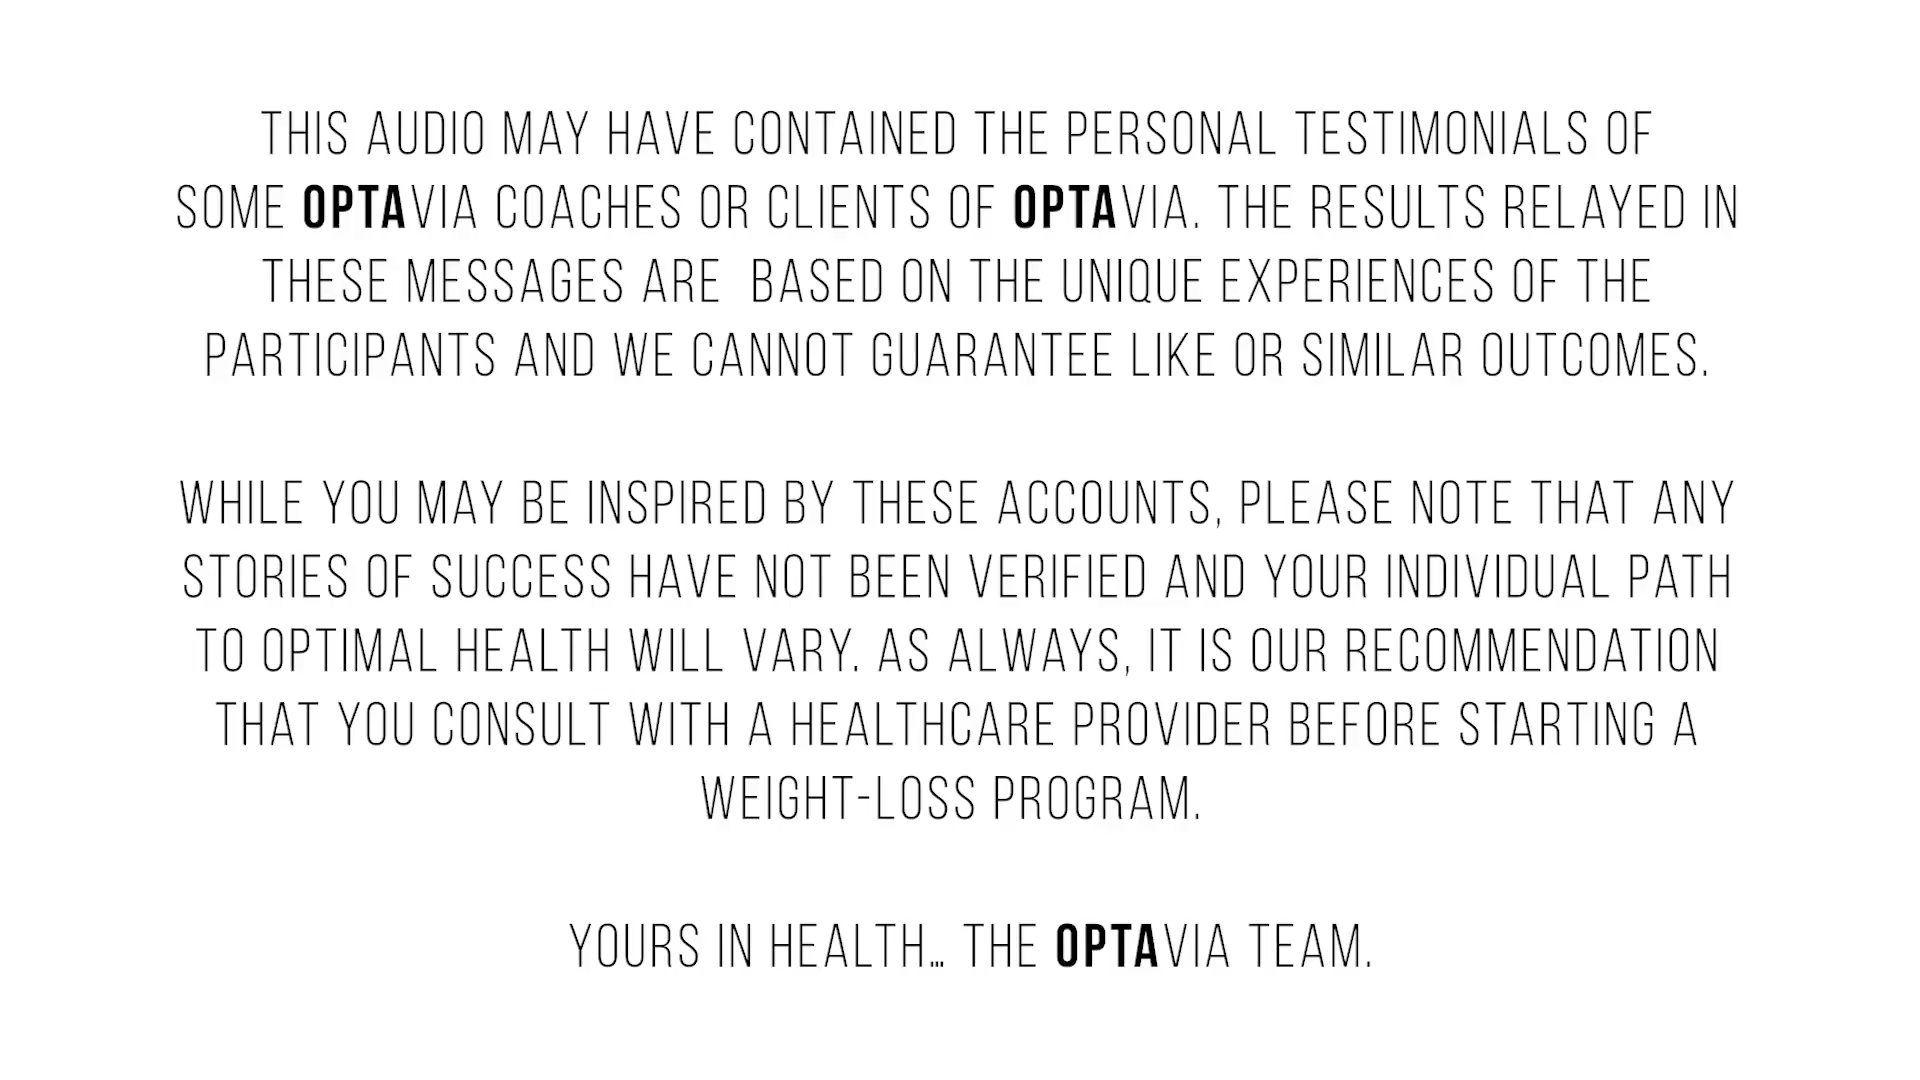 THIS AUDIO MAY HAVE CONTAINED THE PERSONAL TESTIMONIALS OF
SOME OPTAVIA COACHES OR CLIENTS OF OPTAVIA. THE RESULTS RELAYED IN
THESE MESSAGES ARE  BASED ON THE UNIQUE EXPERIENCES OF THE
PARTICIPANTS AND WE CANNOT GUARANTEE LIKE OR SIMILAR OUTCOMES.
WHILE YOU MAY BE INSPIRED BY THESE ACCOUNTS, PLEASE NOTE THAT ANY
STORIES OF SUCCESS HAVE NOT BEEN VERIFIED AND YOUR INDIVIDUAL PATH
TO OPTIMAL HEALTH WILL VARY. AS ALWAYS, IT IS OUR RECOMMENDATION
THAT YOU CONSULT WITH A HEALTHCARE PROVIDER BEFORE STARTING A
WEIGHT-LOSS PROGRAM.
YOURS IN HEALTH… THE OPTAVIA TEAM.